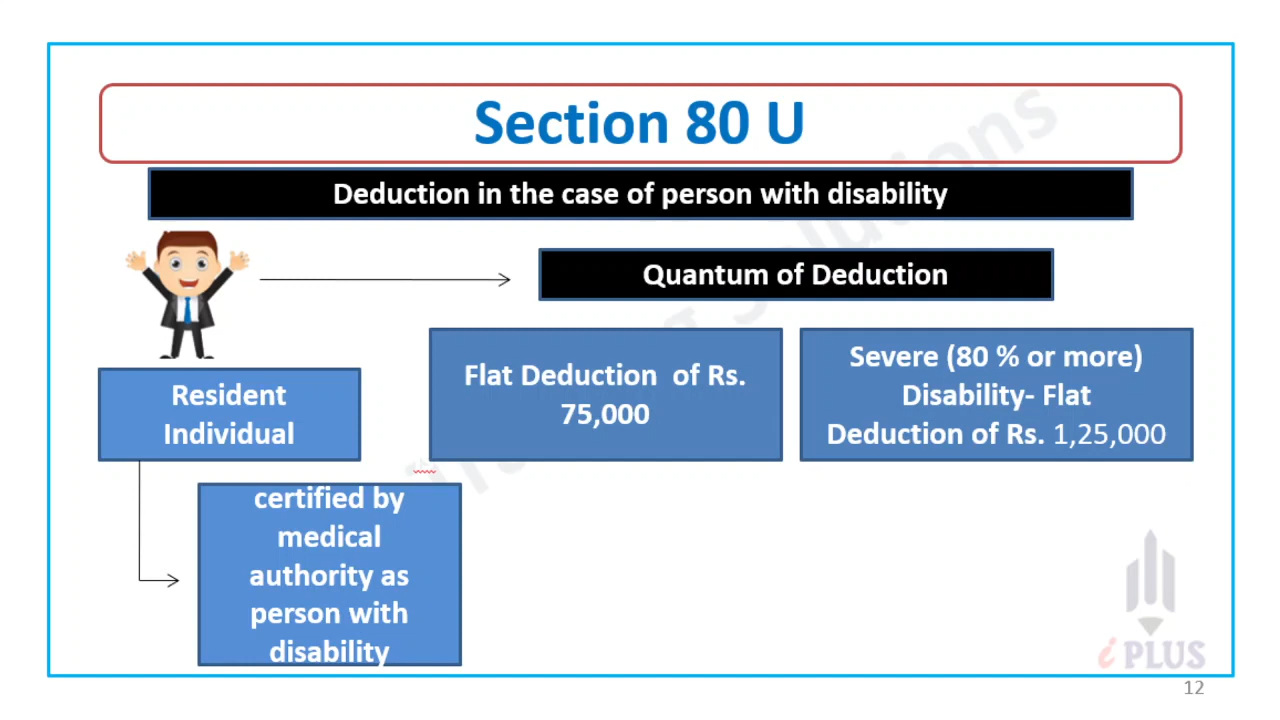 Section 80 U
Deduction in the case of person with disability
Quantum of Deduction
Flat Deduction of Rs.
75,000
Severe (80 % or more)
Disability- Flat
Deduction of Rs. 1,25,000
Resident
Individual
certified by
medical
authority as
person with
disability
i PLUS
12